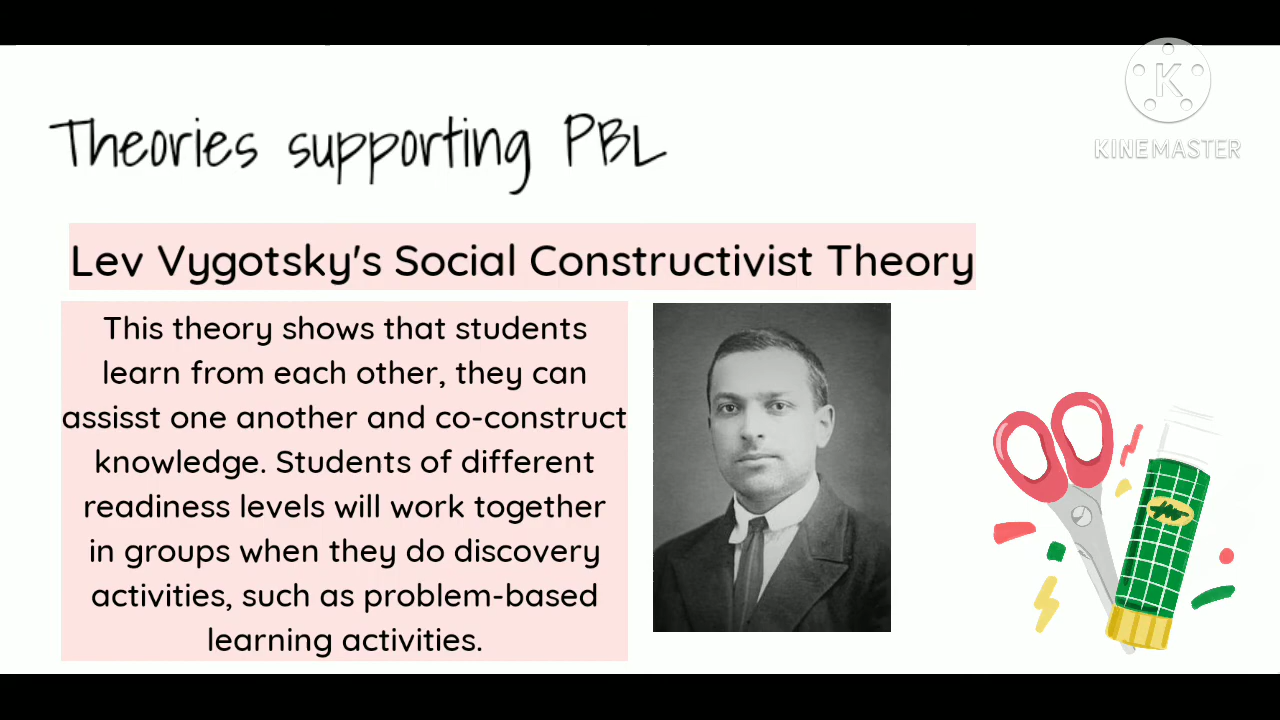 K
KINEMASTER
Theories supporting PBL
Lev Vygotsky's Social Constructivist Theory
This theory shows that students
learn from each other, they can
assisst one another and co-construct
knowledge. Students of different
readiness levels will work together
in groups when they do discovery
activities, such as problem-based
learning activities.